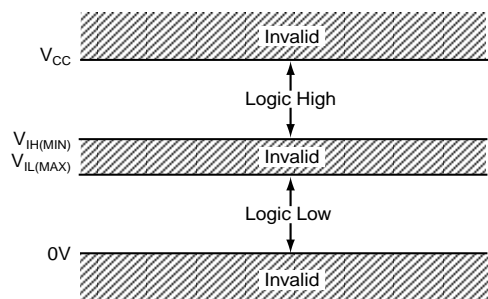 Invalid
VCC
Logic High
VIH(MIN)
Invalid
VIL(MAX)
Logic Low
0V
Invalid